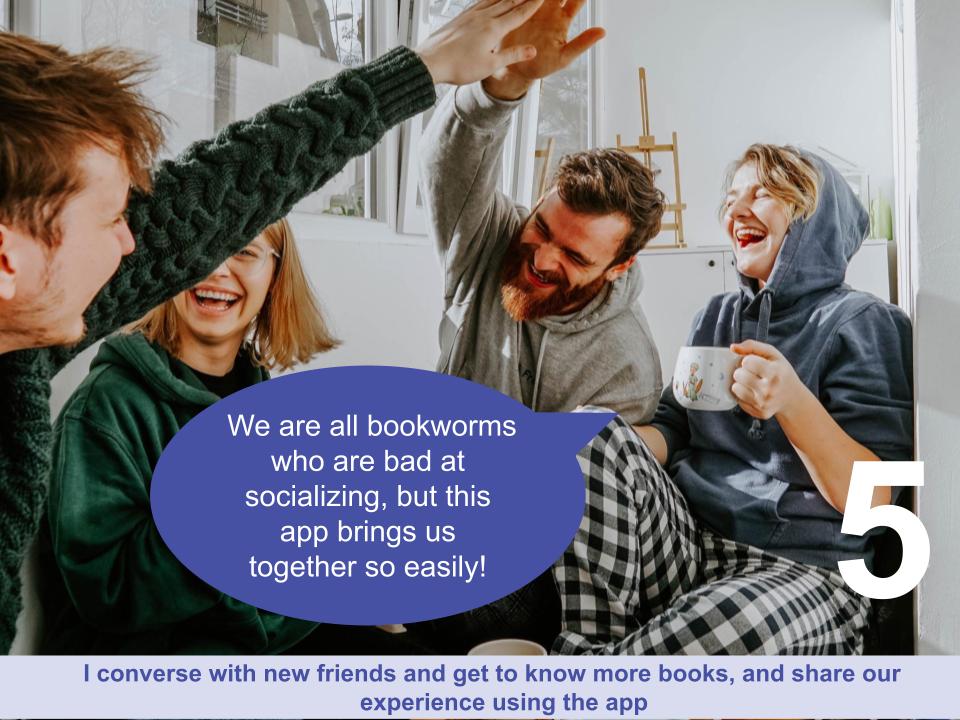 We are all bookworms
who are bad at
socializing, but this
app brings us
together so easily!
5
I converse with new friends and get to know more books, and share our
experience using the app